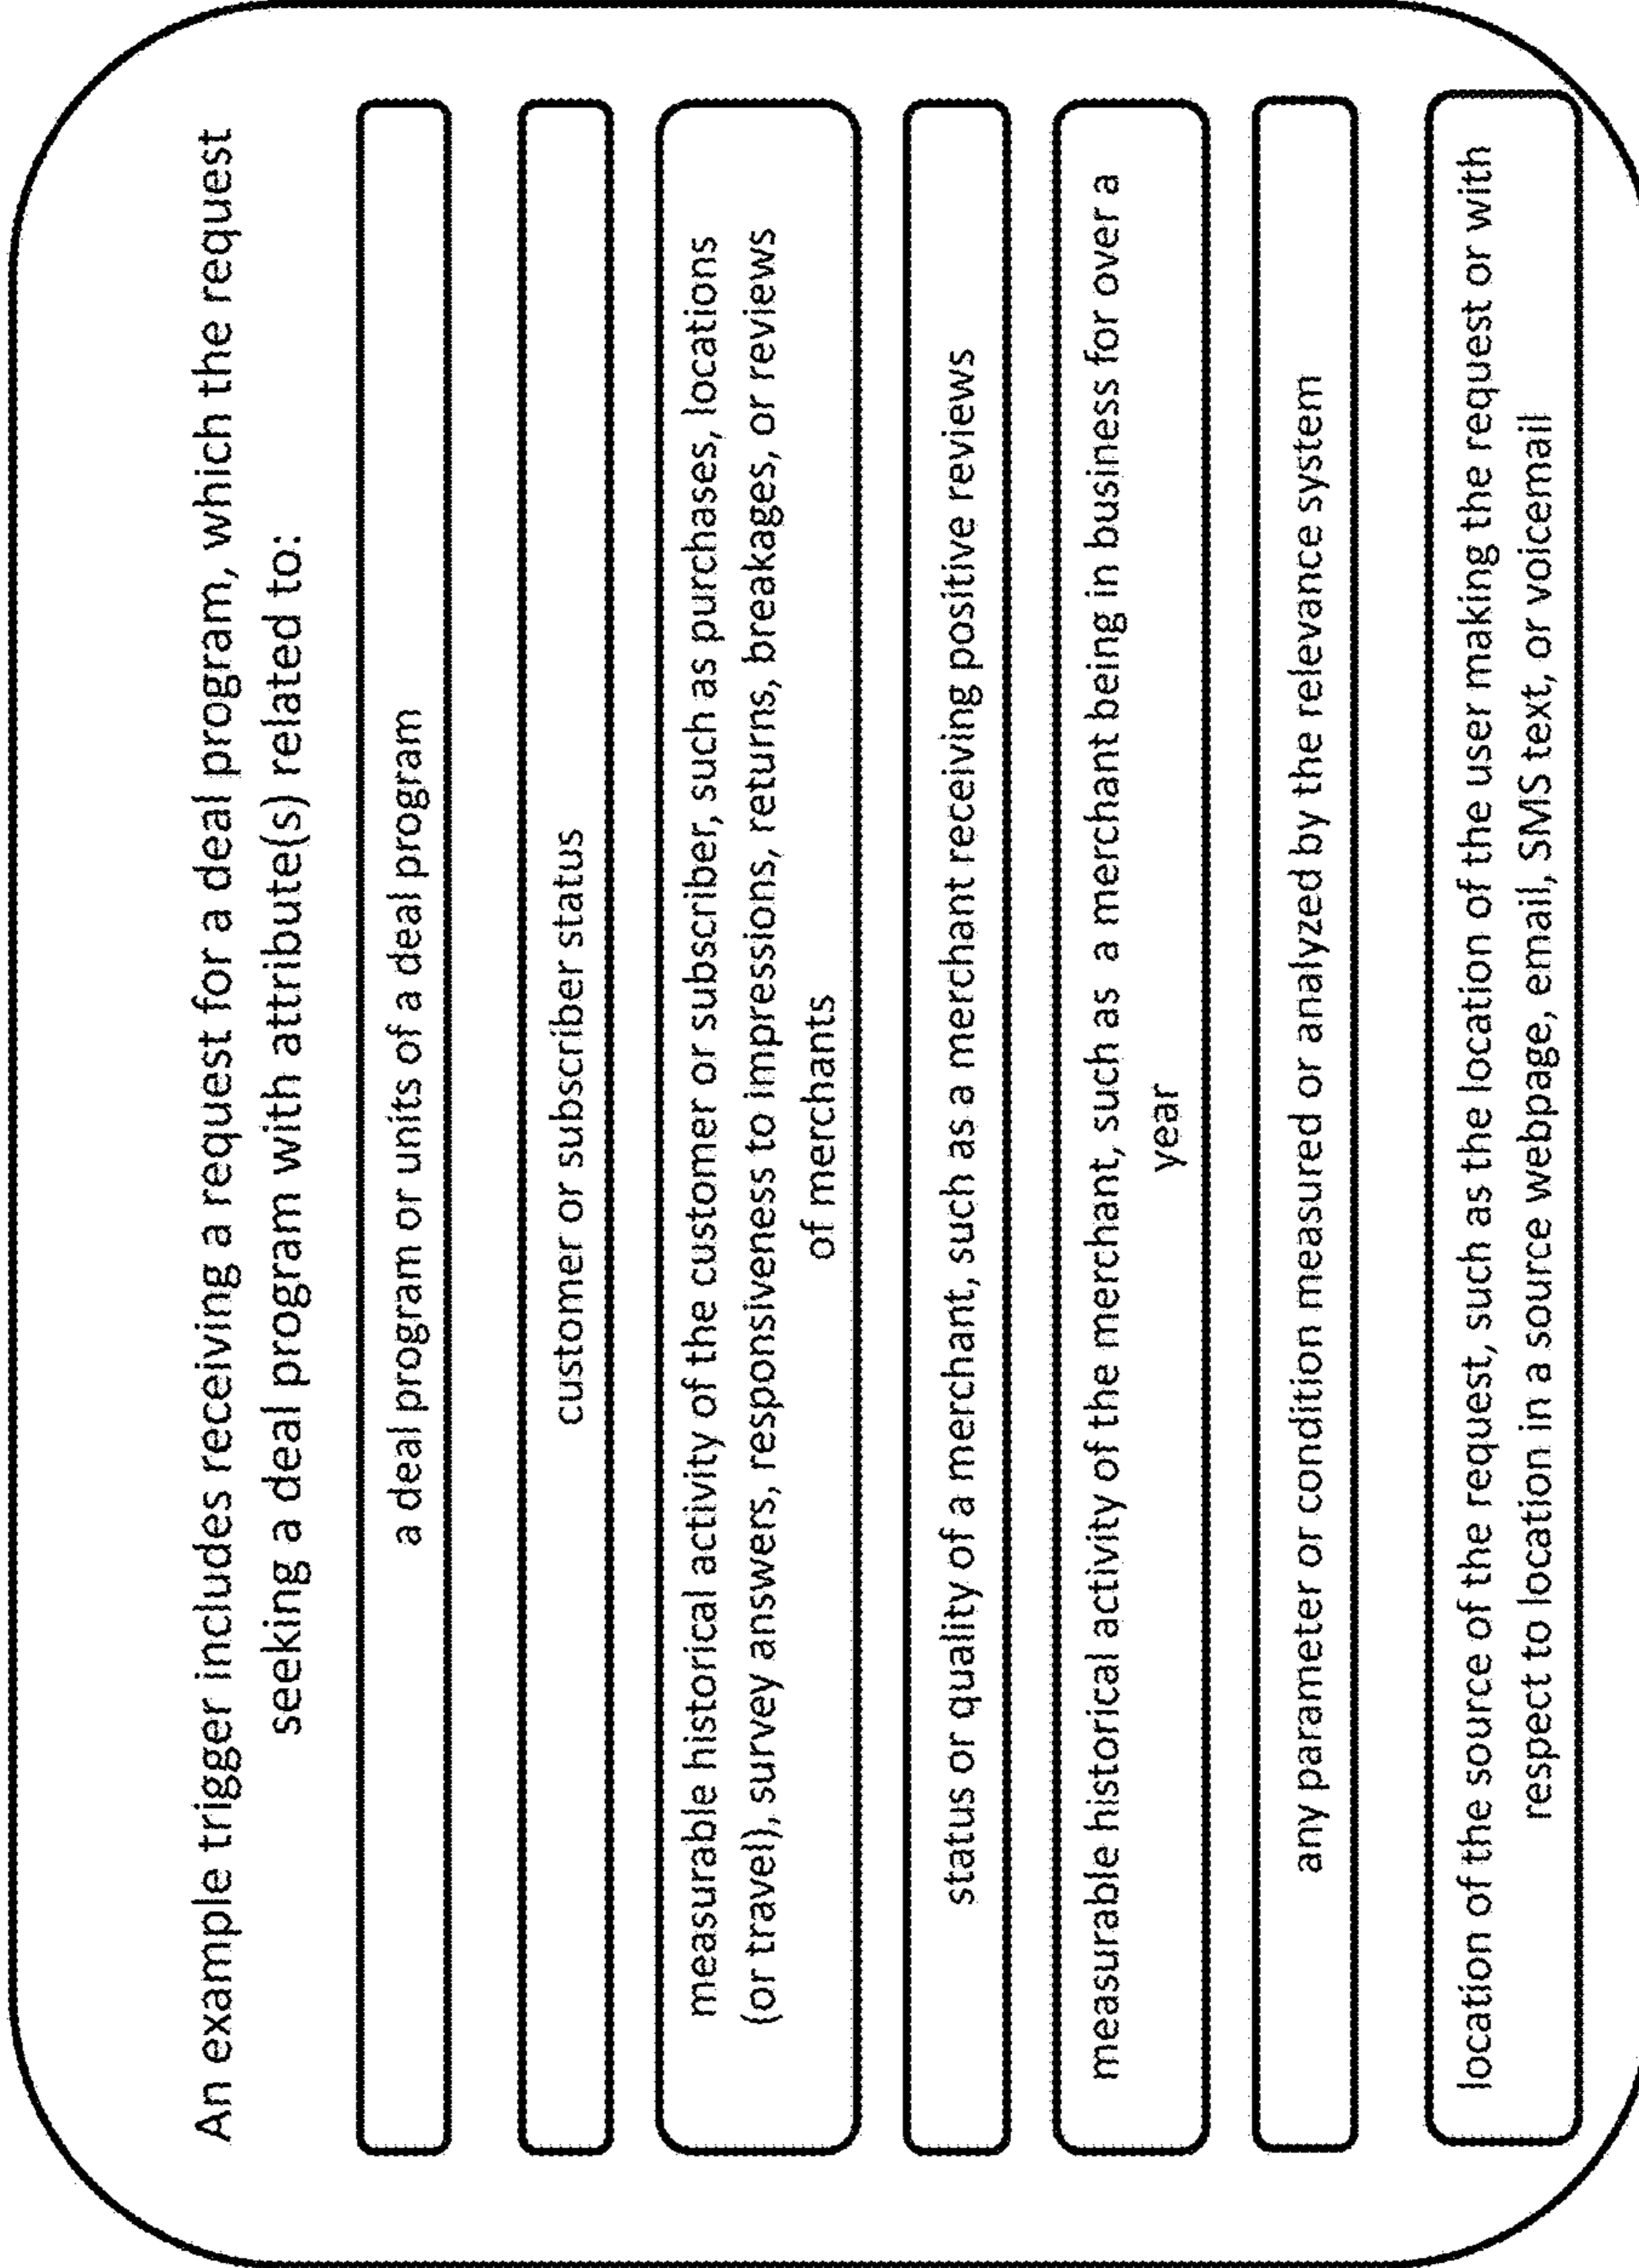 An example trigger includes receiving a request for a deal program, which the request
seeking a deal program with attribute(s) related to:
a deal program or units of a deal program
customer or subscriber status
measurable historical activity of the customer or subscriber, such as purchases, locations
(or travel), survey answers, responsiveness to impressions, returns, breakages, or reviews
of merchants
status or quality of a merchant, such as a merchant receiving positive reviews
measurable historical activity of the merchant, such as a merchant being in business for over a
year
any parameter or condition measured or analyzed by the relevance system
location of the source of the request, such as the location of the user making the request or with
respect to location in a source webpage, email, SMS text, or voicemail